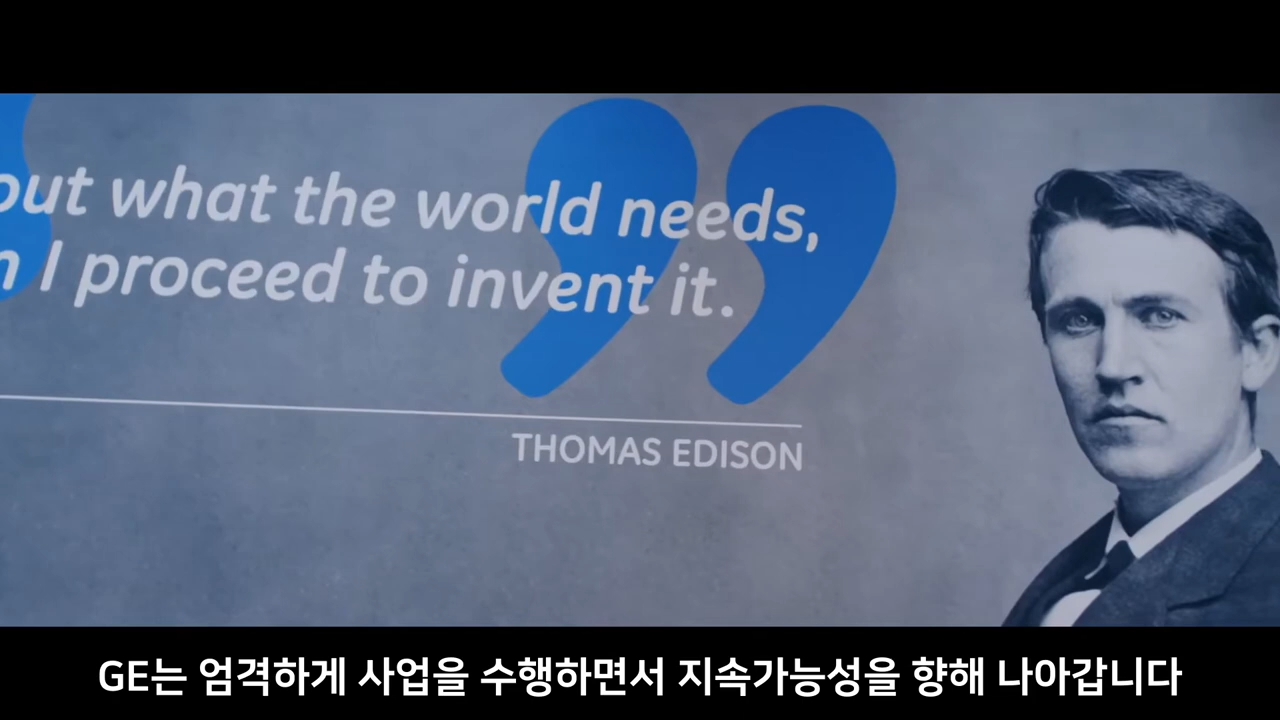 out what the world needs,
I proceed to invent it.
THOMAS EDISON
GE는 엄격하게 사업을 수행하면서 지속가능성을 향해 나아갑니다